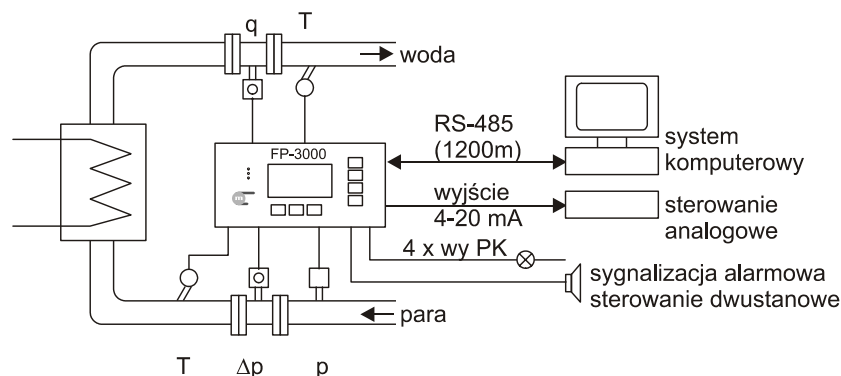 q T
woda
FP-3000
m
RS-485
(1200m)
system
komputerowy
wyjście
4-20 mA
sterowanie
analogowe
4 x wy PK
sygnalizacja alarmowa
sterowanie dwustanowe
para
T Δp p